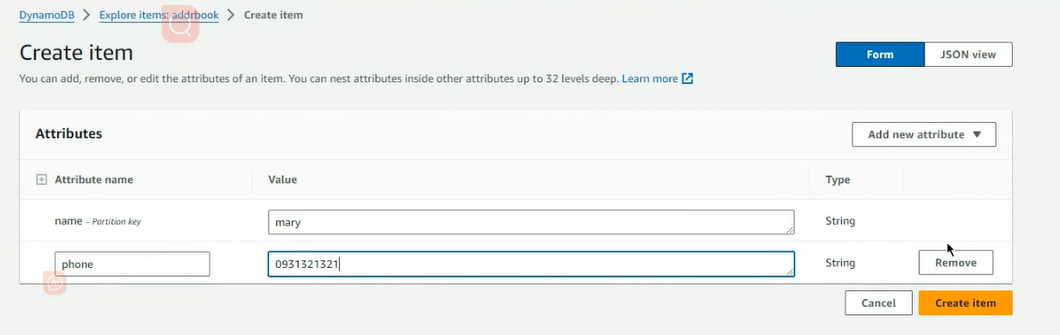 DynamoDB > Explore items: addrbook > Create item
Create item
Form JSON view
You can add, remove, or edit the attributes of an item. You can nest attributes inside other attributes up to 32 levels deep. Learn more
Attributes
Add new attribute ▼
Attribute name Value Type
name - Partition key mary String
phone 0931321321 String Remove
Cancel Create item